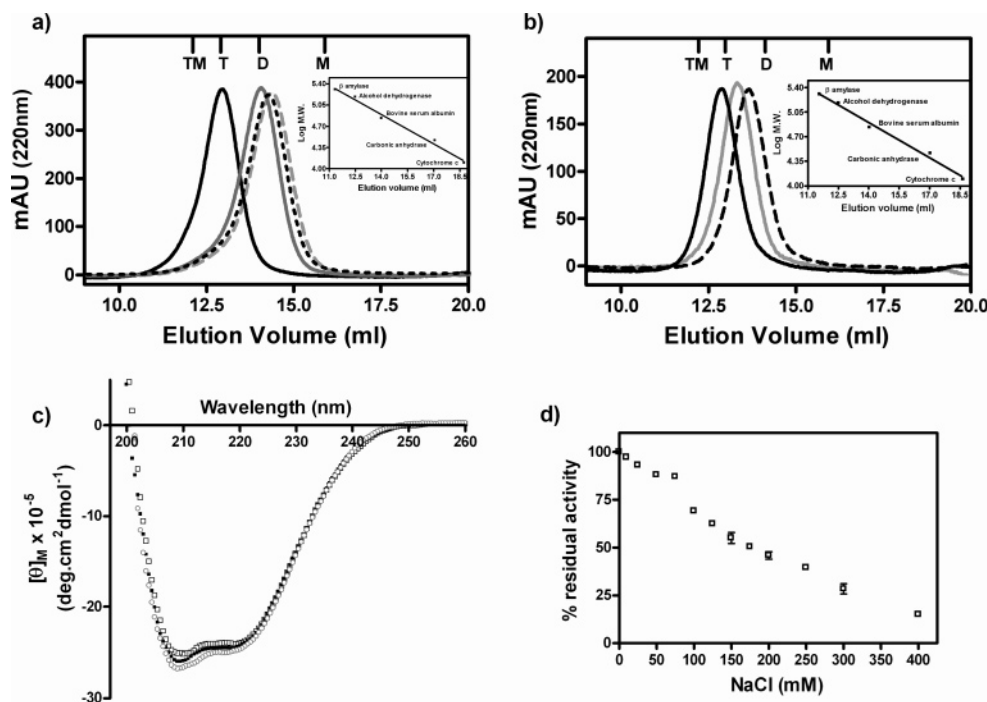 a)
TM T D M
400
300
200
100
0
mAU (220nm)
10.0 12.5 15.0 17.5 20.0
Elution Volume (ml)
5.40
5.05
4.70
4.35
4.00
Log M.W.
β amylase
Alcohol dehydrogenase
Bovine serum albumin
Carbonic anhydrase
Cytochrome c
11.0 12.5 14.0 15.5 17.0 18.5
Elution volume (ml)
b)
TM T D M
200
150
100
50
0
mAU (220nm)
10.0 12.5 15.0 17.5 20.0
Elution Volume (ml)
5.40
5.05
4.70
4.35
4.00
Log M.W.
β amylase
Alcohol dehydrogenase
Bovine serum albumin
Carbonic anhydrase
Cytochrome c
11.0 12.5 14.0 15.5 17.0 18.5
Elution volume (ml)
c)
Wavelength (nm)
200 210 220 230 240 250 260
0
-10
-20
-30
[θ]M x 10-5
(deg.cm2dmol-1)
d)
100
75
50
25
0
% residual activity
0 50 100 150 200 250 300 350 400
NaCl (mM)